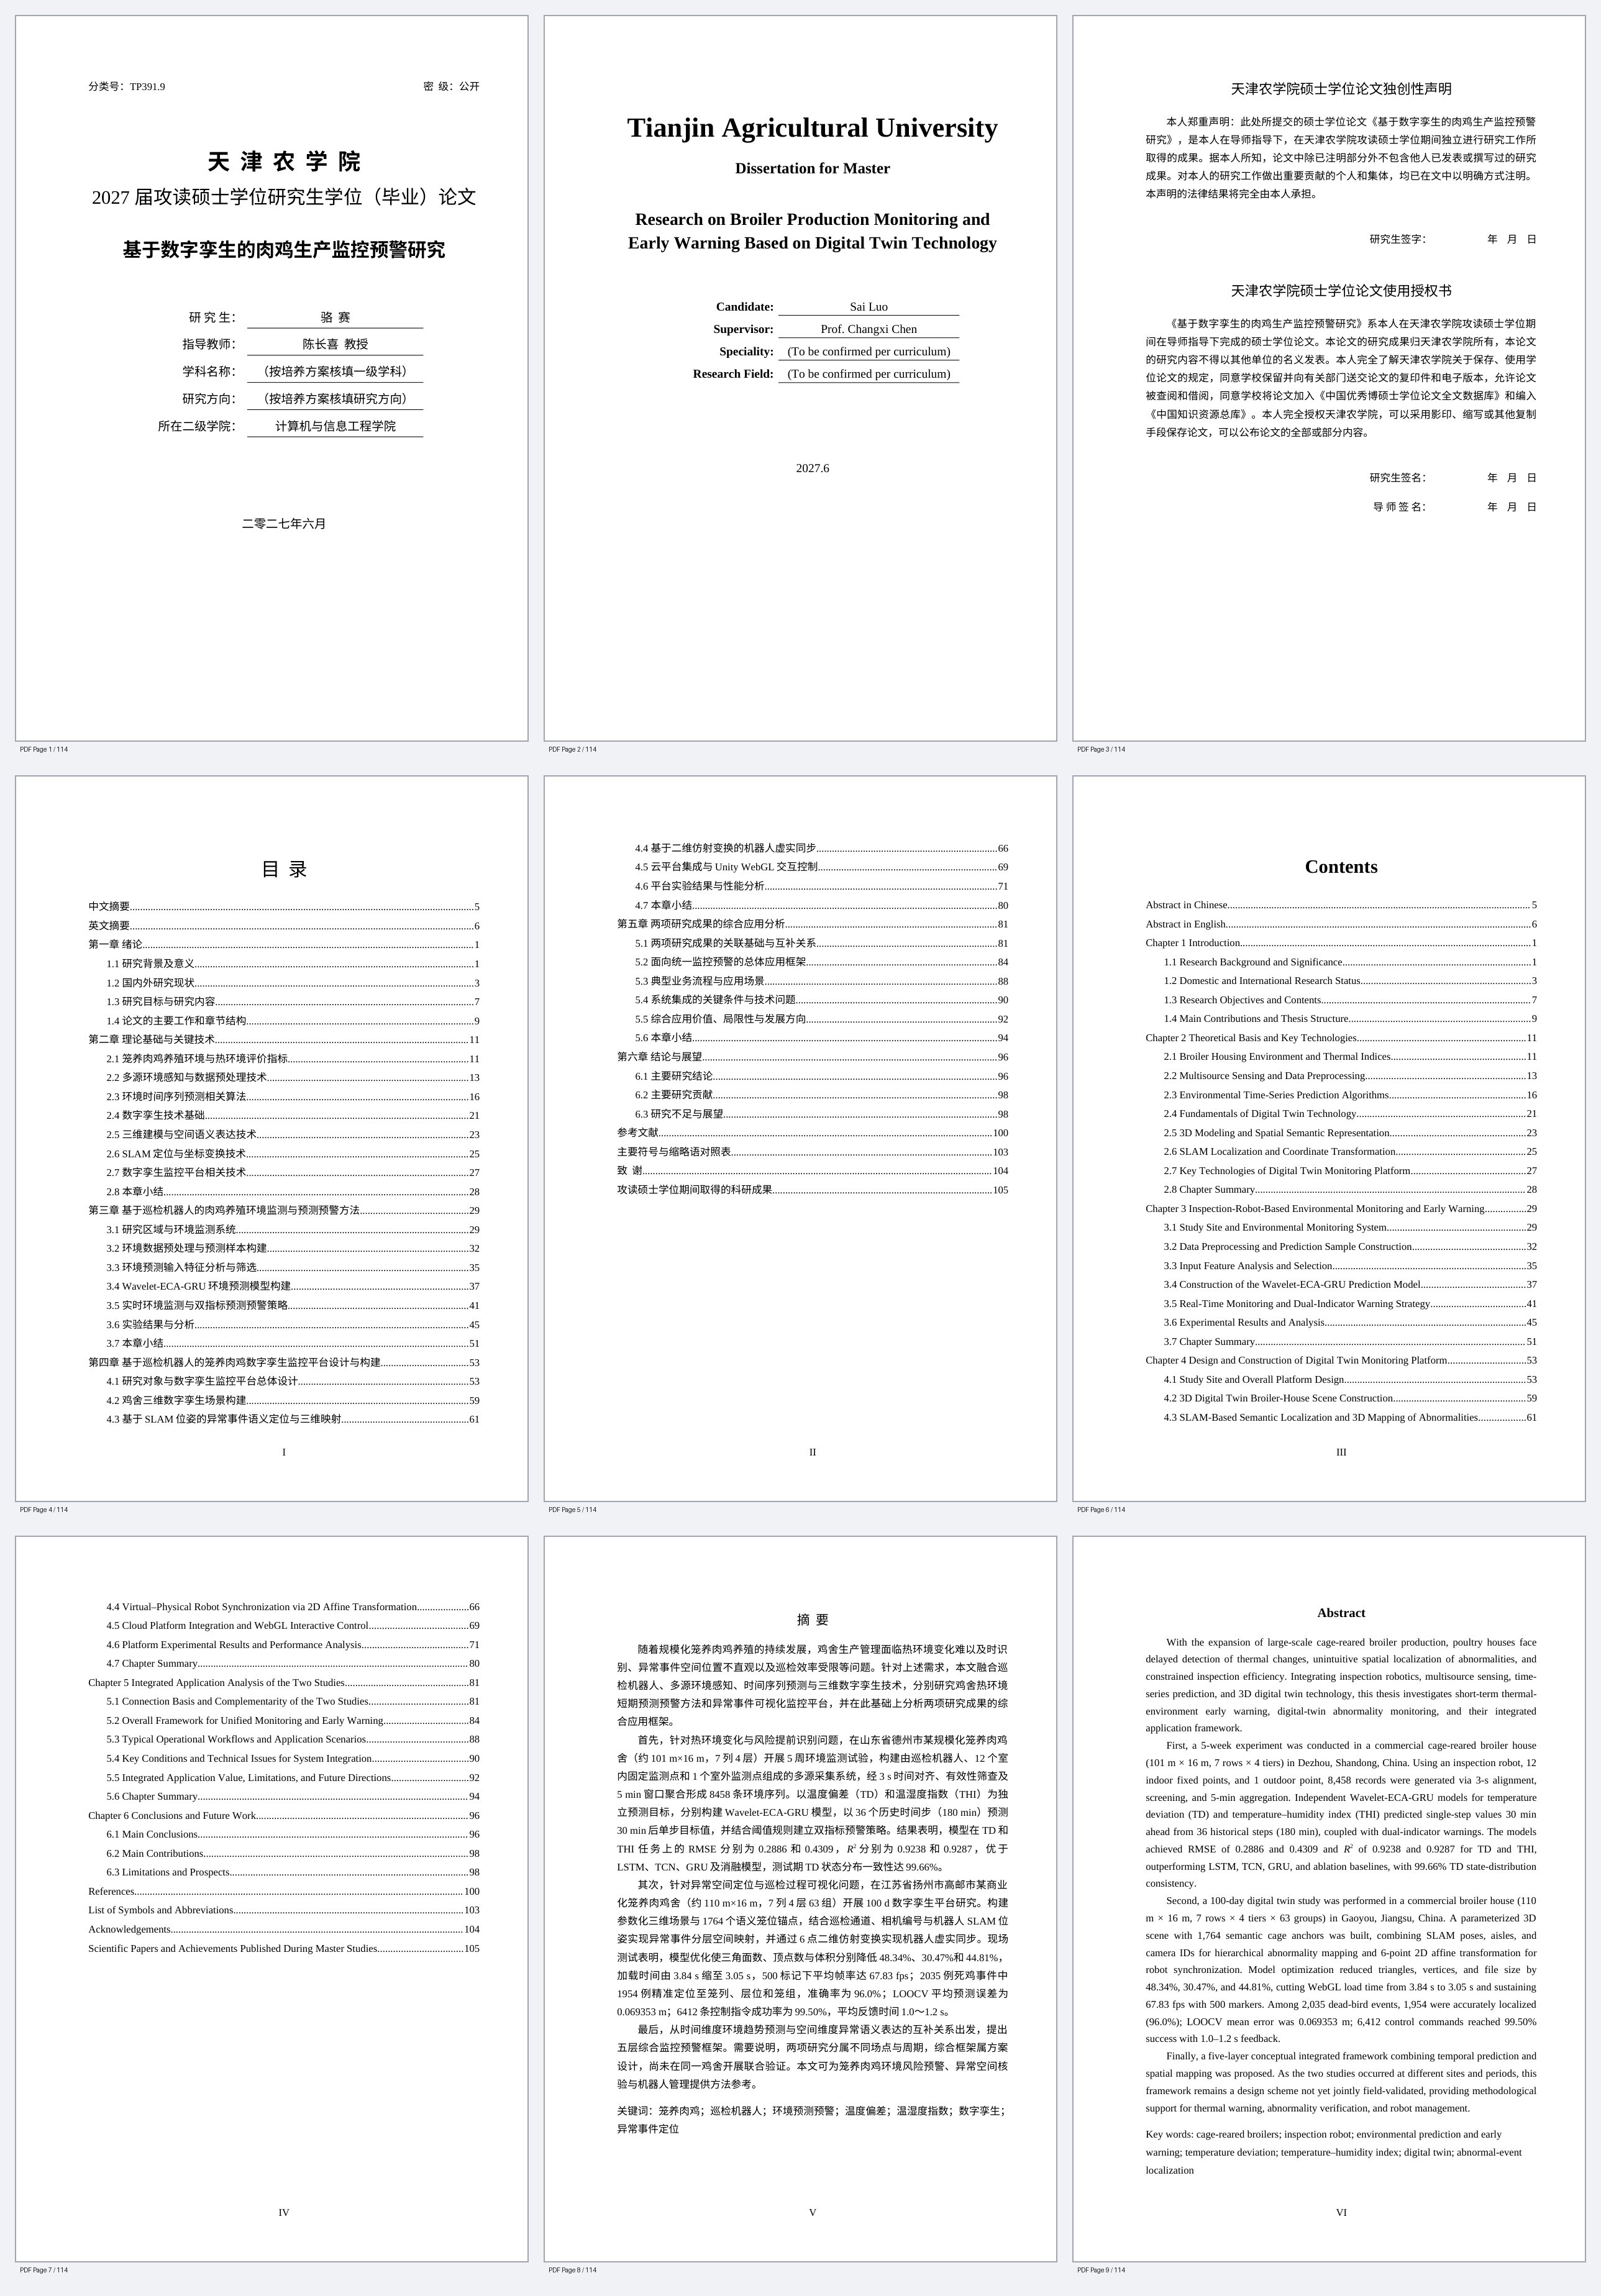 分类号：TP391.9 密 级：公开
天 津 农 学 院
2027 届攻读硕士学位研究生学位（毕业）论文
基于数字孪生的肉鸡生产监控预警研究
研 究 生： 骆 赛
指导教师： 陈长喜 教授
学科名称： （按培养方案核填一级学科）
研究方向： （按培养方案核填研究方向）
所在二级学院： 计算机与信息工程学院
二零二七年六月
PDF Page 1 / 114
Tianjin Agricultural University
Dissertation for Master
Research on Broiler Production Monitoring and
Early Warning Based on Digital Twin Technology
Candidate: Sai Luo
Supervisor: Prof. Changxi Chen
Speciality: (To be confirmed per curriculum)
Research Field: (To be confirmed per curriculum)
2027.6
PDF Page 2 / 114
天津农学院硕士学位论文独创性声明
本人郑重声明：此处所提交的硕士学位论文《基于数字孪生的肉鸡生产监控预警
研究》，是本人在导师指导下，在天津农学院攻读硕士学位期间独立进行研究工作所
取得的成果。据本人所知，论文中除已注明部分外不包含他人已发表或撰写过的研究
成果。对本人的研究工作做出重要贡献的个人和集体，均已在文中以明确方式注明。
本声明的法律结果将完全由本人承担。
研究生签字： 年 月 日
天津农学院硕士学位论文使用授权书
《基于数字孪生的肉鸡生产监控预警研究》系本人在天津农学院攻读硕士学位期
间在导师指导下完成的硕士学位论文。本论文的研究成果归天津农学院所有，本论文
的研究内容不得以其他单位的名义发表。本人完全了解天津农学院关于保存、使用学
位论文的规定，同意学校保留并向有关部门送交论文的复印件和电子版本，允许论文
被查阅和借阅，同意学校将论文加入《中国优秀博硕士学位论文全文数据库》和编入
《中国知识资源总库》。本人完全授权天津农学院，可以采用影印、缩写或其他复制
手段保存论文，可以公布论文的全部或部分内容。
研究生签名： 年 月 日
导 师 签 名： 年 月 日
PDF Page 3 / 114
目 录
中文摘要 5
英文摘要 6
第一章 绪论 1
1.1 研究背景及意义 1
1.2 国内外研究现状 3
1.3 研究目标与研究内容 7
1.4 论文的主要工作和章节结构 9
第二章 理论基础与关键技术 11
2.1 笼养肉鸡养殖环境与热环境评价指标 11
2.2 多源环境感知与数据预处理技术 13
2.3 环境时间序列预测相关算法 16
2.4 数字孪生技术基础 21
2.5 三维建模与空间语义表达技术 23
2.6 SLAM 定位与坐标变换技术 25
2.7 数字孪生监控平台相关技术 27
2.8 本章小结 28
第三章 基于巡检机器人的肉鸡养殖环境监测与预测预警方法 29
3.1 研究区域与环境监测系统 29
3.2 环境数据预处理与预测样本构建 32
3.3 环境预测输入特征分析与筛选 35
3.4 Wavelet-ECA-GRU 环境预测模型构建 37
3.5 实时环境监测与双指标预测预警策略 41
3.6 实验结果与分析 45
3.7 本章小结 51
第四章 基于巡检机器人的笼养肉鸡数字孪生监控平台设计与构建 53
4.1 研究对象与数字孪生监控平台总体设计 53
4.2 鸡舍三维数字孪生场景构建 59
4.3 基于 SLAM 位姿的异常事件语义定位与三维映射 61
I
PDF Page 4 / 114
4.4 基于二维仿射变换的机器人虚实同步 66
4.5 云平台集成与 Unity WebGL 交互控制 69
4.6 平台实验结果与性能分析 71
4.7 本章小结 80
第五章 两项研究成果的综合应用分析 81
5.1 两项研究成果的关联基础与互补关系 81
5.2 面向统一监控预警的总体应用框架 84
5.3 典型业务流程与应用场景 88
5.4 系统集成的关键条件与技术问题 90
5.5 综合应用价值、局限性与发展方向 92
5.6 本章小结 94
第六章 结论与展望 96
6.1 主要研究结论 96
6.2 主要研究贡献 98
6.3 研究不足与展望 98
参考文献 100
主要符号与缩略语对照表 103
致 谢 104
攻读硕士学位期间取得的科研成果 105
II
PDF Page 5 / 114
Contents
Abstract in Chinese 5
Abstract in English 6
Chapter 1 Introduction 1
1.1 Research Background and Significance 1
1.2 Domestic and International Research Status 3
1.3 Research Objectives and Contents 7
1.4 Main Contributions and Thesis Structure 9
Chapter 2 Theoretical Basis and Key Technologies 11
2.1 Broiler Housing Environment and Thermal Indices 11
2.2 Multisource Sensing and Data Preprocessing 13
2.3 Environmental Time-Series Prediction Algorithms 16
2.4 Fundamentals of Digital Twin Technology 21
2.5 3D Modeling and Spatial Semantic Representation 23
2.6 SLAM Localization and Coordinate Transformation 25
2.7 Key Technologies of Digital Twin Monitoring Platform 27
2.8 Chapter Summary 28
Chapter 3 Inspection-Robot-Based Environmental Monitoring and Early Warning 29
3.1 Study Site and Environmental Monitoring System 29
3.2 Data Preprocessing and Prediction Sample Construction 32
3.3 Input Feature Analysis and Selection 35
3.4 Construction of the Wavelet-ECA-GRU Prediction Model 37
3.5 Real-Time Monitoring and Dual-Indicator Warning Strategy 41
3.6 Experimental Results and Analysis 45
3.7 Chapter Summary 51
Chapter 4 Design and Construction of Digital Twin Monitoring Platform 53
4.1 Study Site and Overall Platform Design 53
4.2 3D Digital Twin Broiler-House Scene Construction 59
4.3 SLAM-Based Semantic Localization and 3D Mapping of Abnormalities 61
III
PDF Page 6 / 114
4.4 Virtual–Physical Robot Synchronization via 2D Affine Transformation 66
4.5 Cloud Platform Integration and WebGL Interactive Control 69
4.6 Platform Experimental Results and Performance Analysis 71
4.7 Chapter Summary 80
Chapter 5 Integrated Application Analysis of the Two Studies 81
5.1 Connection Basis and Complementarity of the Two Studies 81
5.2 Overall Framework for Unified Monitoring and Early Warning 84
5.3 Typical Operational Workflows and Application Scenarios 88
5.4 Key Conditions and Technical Issues for System Integration 90
5.5 Integrated Application Value, Limitations, and Future Directions 92
5.6 Chapter Summary 94
Chapter 6 Conclusions and Future Work 96
6.1 Main Conclusions 96
6.2 Main Contributions 98
6.3 Limitations and Prospects 98
References 100
List of Symbols and Abbreviations 103
Acknowledgements 104
Scientific Papers and Achievements Published During Master Studies 105
IV
PDF Page 7 / 114
摘 要
随着规模化笼养肉鸡养殖的持续发展，鸡舍生产管理面临热环境变化难以及时识
别、异常事件空间位置不直观以及巡检效率受限等问题。针对上述需求，本文融合巡
检机器人、多源环境感知、时间序列预测与三维数字孪生技术，分别研究鸡舍热环境
短期预测预警方法和异常事件可视化监控平台，并在此基础上分析两项研究成果的综
合应用框架。
首先，针对热环境变化与风险提前识别问题，在山东省德州市某规模化笼养肉鸡
舍（约 101 m×16 m，7 列 4 层）开展 5 周环境监测试验，构建由巡检机器人、12 个室
内固定监测点和 1 个室外监测点组成的多源采集系统，经 3 s 时间对齐、有效性筛查及
5 min 窗口聚合形成 8458 条环境序列。以温度偏差（TD）和温湿度指数（THI）为独
立预测目标，分别构建 Wavelet-ECA-GRU 模型，以 36 个历史时间步（180 min）预测
30 min 后单步目标值，并结合阈值规则建立双指标预警策略。结果表明，模型在 TD 和
THI 任务上的 RMSE 分别为 0.2886 和 0.4309，R² 分别为 0.9238 和 0.9287，优于
LSTM、TCN、GRU 及消融模型，测试期 TD 状态分布一致性达 99.66%。
其次，针对异常空间定位与巡检过程可视化问题，在江苏省扬州市高邮市某商业
化笼养肉鸡舍（约 110 m×16 m，7 列 4 层 63 组）开展 100 d 数字孪生平台研究。构建
参数化三维场景与 1764 个语义笼位锚点，结合巡检通道、相机编号与机器人 SLAM 位
姿实现异常事件分层空间映射，并通过 6 点二维仿射变换实现机器人虚实同步。现场
测试表明，模型优化使三角面数、顶点数与体积分别降低 48.34%、30.47%和 44.81%，
加载时间由 3.84 s 缩至 3.05 s，500 标记下平均帧率达 67.83 fps；2035 例死鸡事件中
1954 例精准定位至笼列、层位和笼组，准确率为 96.0%；LOOCV 平均预测误差为
0.069353 m；6412 条控制指令成功率为 99.50%，平均反馈时间 1.0～1.2 s。
最后，从时间维度环境趋势预测与空间维度异常语义表达的互补关系出发，提出
五层综合监控预警框架。需要说明，两项研究分属不同场点与周期，综合框架属方案
设计，尚未在同一鸡舍开展联合验证。本文可为笼养肉鸡环境风险预警、异常空间核
验与机器人管理提供方法参考。
关键词：笼养肉鸡；巡检机器人；环境预测预警；温度偏差；温湿度指数；数字孪生；
异常事件定位
V
PDF Page 8 / 114
Abstract
With the expansion of large-scale cage-reared broiler production, poultry houses face
delayed detection of thermal changes, unintuitive spatial localization of abnormalities, and
constrained inspection efficiency. Integrating inspection robotics, multisource sensing, time-
series prediction, and 3D digital twin technology, this thesis investigates short-term thermal-
environment early warning, digital-twin abnormality monitoring, and their integrated
application framework.
First, a 5-week experiment was conducted in a commercial cage-reared broiler house
(101 m × 16 m, 7 rows × 4 tiers) in Dezhou, Shandong, China. Using an inspection robot, 12
indoor fixed points, and 1 outdoor point, 8,458 records were generated via 3-s alignment,
screening, and 5-min aggregation. Independent Wavelet-ECA-GRU models for temperature
deviation (TD) and temperature–humidity index (THI) predicted single-step values 30 min
ahead from 36 historical steps (180 min), coupled with dual-indicator warnings. The models
achieved RMSE of 0.2886 and 0.4309 and R² of 0.9238 and 0.9287 for TD and THI,
outperforming LSTM, TCN, GRU, and ablation baselines, with 99.66% TD state-distribution
consistency.
Second, a 100-day digital twin study was performed in a commercial broiler house (110
m × 16 m, 7 rows × 4 tiers × 63 groups) in Gaoyou, Jiangsu, China. A parameterized 3D
scene with 1,764 semantic cage anchors was built, combining SLAM poses, aisles, and
camera IDs for hierarchical abnormality mapping and 6-point 2D affine transformation for
robot synchronization. Model optimization reduced triangles, vertices, and file size by
48.34%, 30.47%, and 44.81%, cutting WebGL load time from 3.84 s to 3.05 s and sustaining
67.83 fps with 500 markers. Among 2,035 dead-bird events, 1,954 were accurately localized
(96.0%); LOOCV mean error was 0.069353 m; 6,412 control commands reached 99.50%
success with 1.0–1.2 s feedback.
Finally, a five-layer conceptual integrated framework combining temporal prediction and
spatial mapping was proposed. As the two studies occurred at different sites and periods, this
framework remains a design scheme not yet jointly field-validated, providing methodological
support for thermal warning, abnormality verification, and robot management.
Key words: cage-reared broilers; inspection robot; environmental prediction and early
warning; temperature deviation; temperature–humidity index; digital twin; abnormal-event
localization
VI
PDF Page 9 / 114